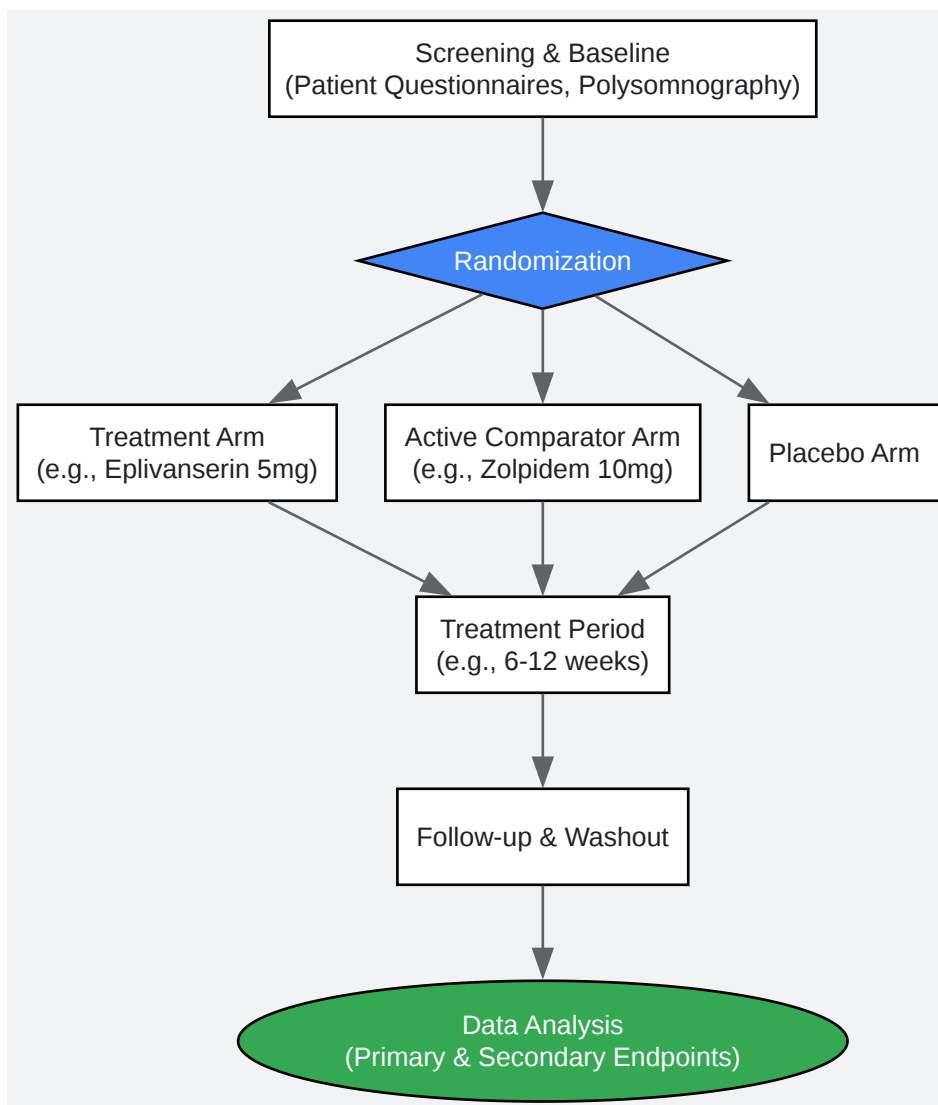 Screening & Baseline
(Patient Questionnaires, Polysomnography)
Randomization
Treatment Arm
(e.g., Eplivanserin 5mg)
Active Comparator Arm
(e.g., Zolpidem 10mg)
Placebo Arm
Treatment Period
(e.g., 6-12 weeks)
Follow-up & Washout
Data Analysis
(Primary & Secondary Endpoints)